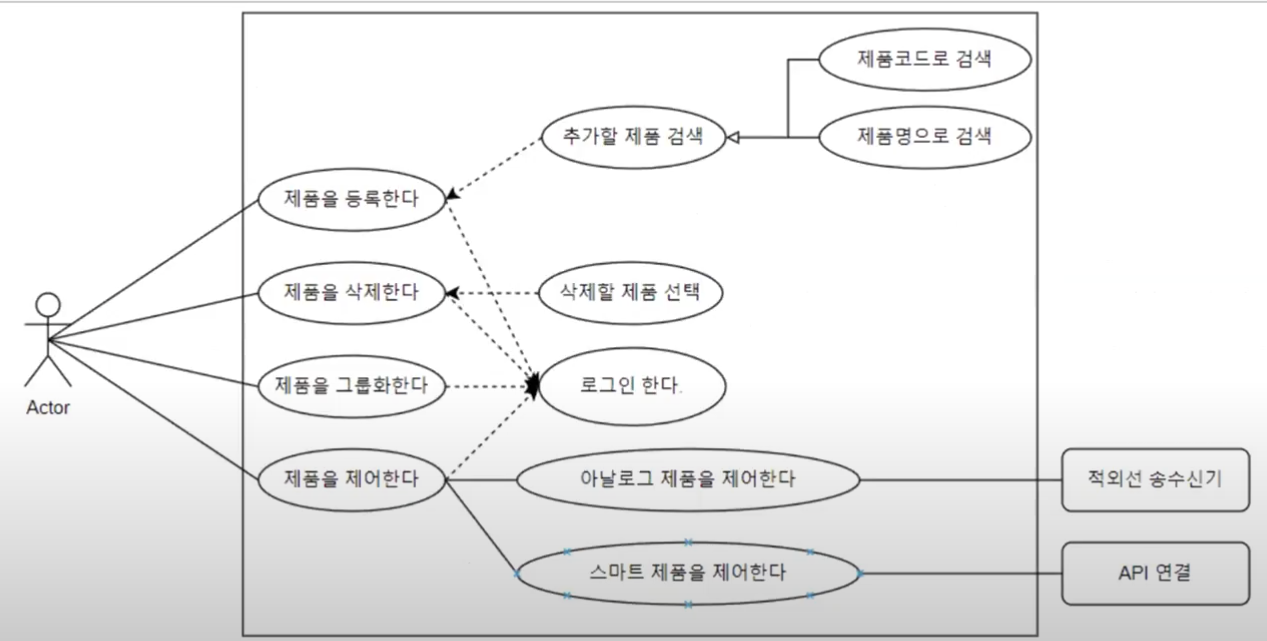 제품코드로 검색
추가할 제품 검색
제품명으로 검색
제품을 등록한다
제품을 삭제한다
삭제할 제품 선택
제품을 그룹화한다
로그인 한다.
Actor
제품을 제어한다
아날로그 제품을 제어한다
적외선 송수신기
스마트 제품을 제어한다
API 연결